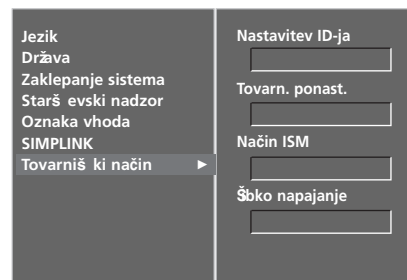 Jezik
Država
Zaklepanje sistema
Starš evski nadzor
Oznaka vhoda
SIMPLINK
Tovarniš ki način ►
Nastavitev ID-ja
Tovarn. ponast.
Način ISM
Šbko napajanje